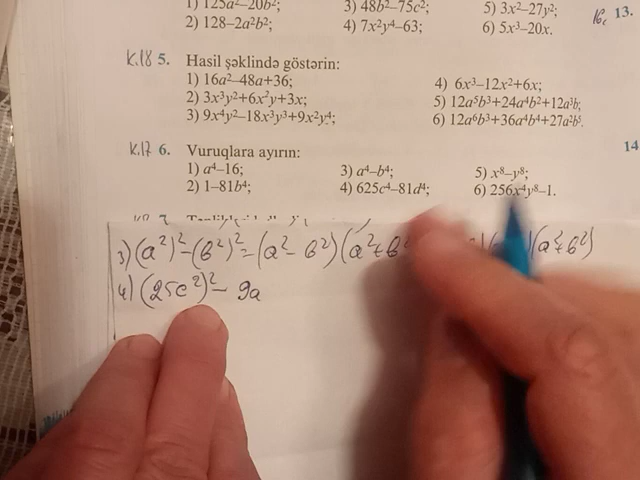 1) 125a²–20b²; 3) 48b²–75c²; 5) 3x²–27y²;
2) 128–2a²b²; 4) 7x²y⁴–63; 6) 5x³–20x.
13.
K.18 5. Hasil şəklində göstərin:
1) 16a²–48a+36; 4) 6x³–12x²+6x;
2) 3x³y²+6x²y+3x; 5) 12a⁵b³+24a⁴b²+12a³b;
3) 9x⁴y²–18x³y³+9x²y⁴; 6) 12a⁶b³+36a⁴b⁴+27a²b⁵.
K.17 6. Vuruqlara ayırın:
14
1) a⁴–16; 3) a⁴–b⁴; 5) x⁸–y⁸;
2) 1–81b⁴; 4) 625c⁴–81d⁴; 6) 256x⁴y⁸–1.
3) (a²)²–(b²)²=(a²–b²)(a²+b² )(a²+b²)
4) (25c²)²– 9a